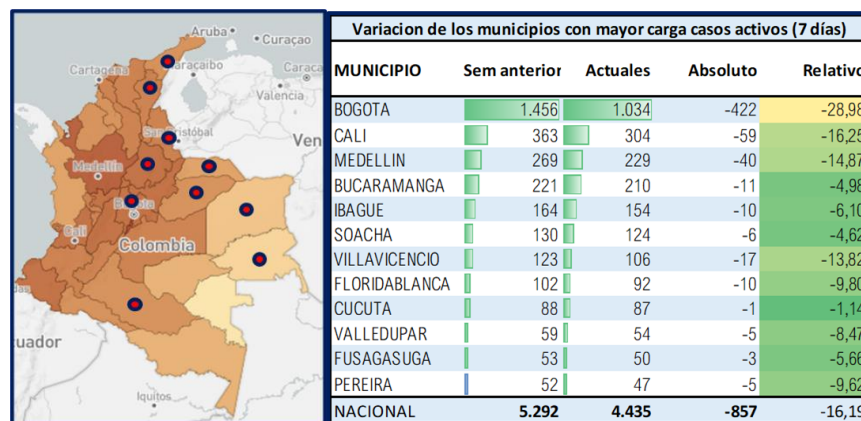 Aruba
Curaçao
Cartagena
Maracaibo
Caraca
Valencia
San Cristóbal
Ven
Medellín
Bogotá
Cali
Colombia
cuador
Iquitos
Variacion de los municipios con mayor carga casos activos (7 días)
MUNICIPIO Sem anterior Actuales Absoluto Relativo
BOGOTA 1.456 1.034 -422 -28,98
CALI 363 304 -59 -16,25
MEDELLIN 269 229 -40 -14,87
BUCARAMANGA 221 210 -11 -4,98
IBAGUE 164 154 -10 -6,10
SOACHA 130 124 -6 -4,62
VILLAVICENCIO 123 106 -17 -13,82
FLORIDABLANCA 102 92 -10 -9,80
CUCUTA 88 87 -1 -1,14
VALLEDUPAR 59 54 -5 -8,47
FUSAGASUGA 53 50 -3 -5,66
PEREIRA 52 47 -5 -9,62
NACIONAL 5.292 4.435 -857 -16,19